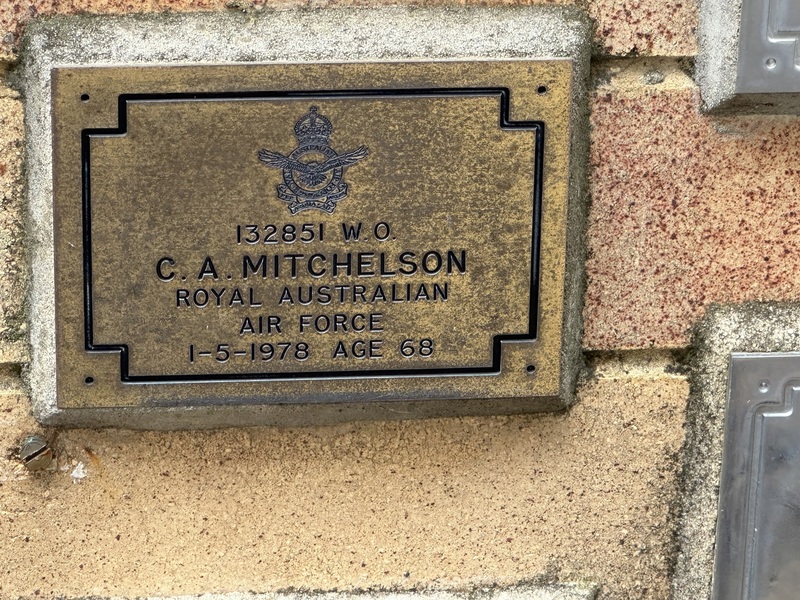 132851 W.O.
C. A. MITCHELSON
ROYAL AUSTRALIAN
AIR FORCE
1-5-1978 AGE 68